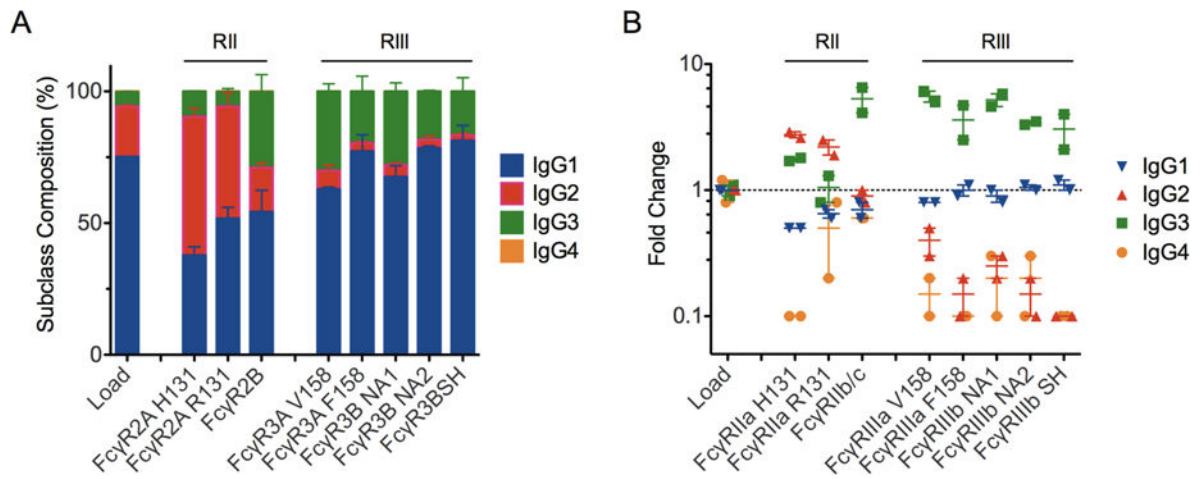 A
RII
RIII
Subclass Composition (%)
100
50
0
Load
FcγR2A H131
FcγR2A R131
FcγR2B
FcγR3A V158
FcγR3A F158
FcγR3B NA1
FcγR3B NA2
FcγR3BSH
IgG1
IgG2
IgG3
IgG4
B
RII
RIII
Fold Change
10
1
0.1
Load
FcγRIIa H131
FcγRIIa R131
FcγRIIb/c
FcγRIIIa V158
FcγRIIIa F158
FcγRIIIb NA1
FcγRIIIb NA2
FcγRIIIb SH
IgG1
IgG2
IgG3
IgG4